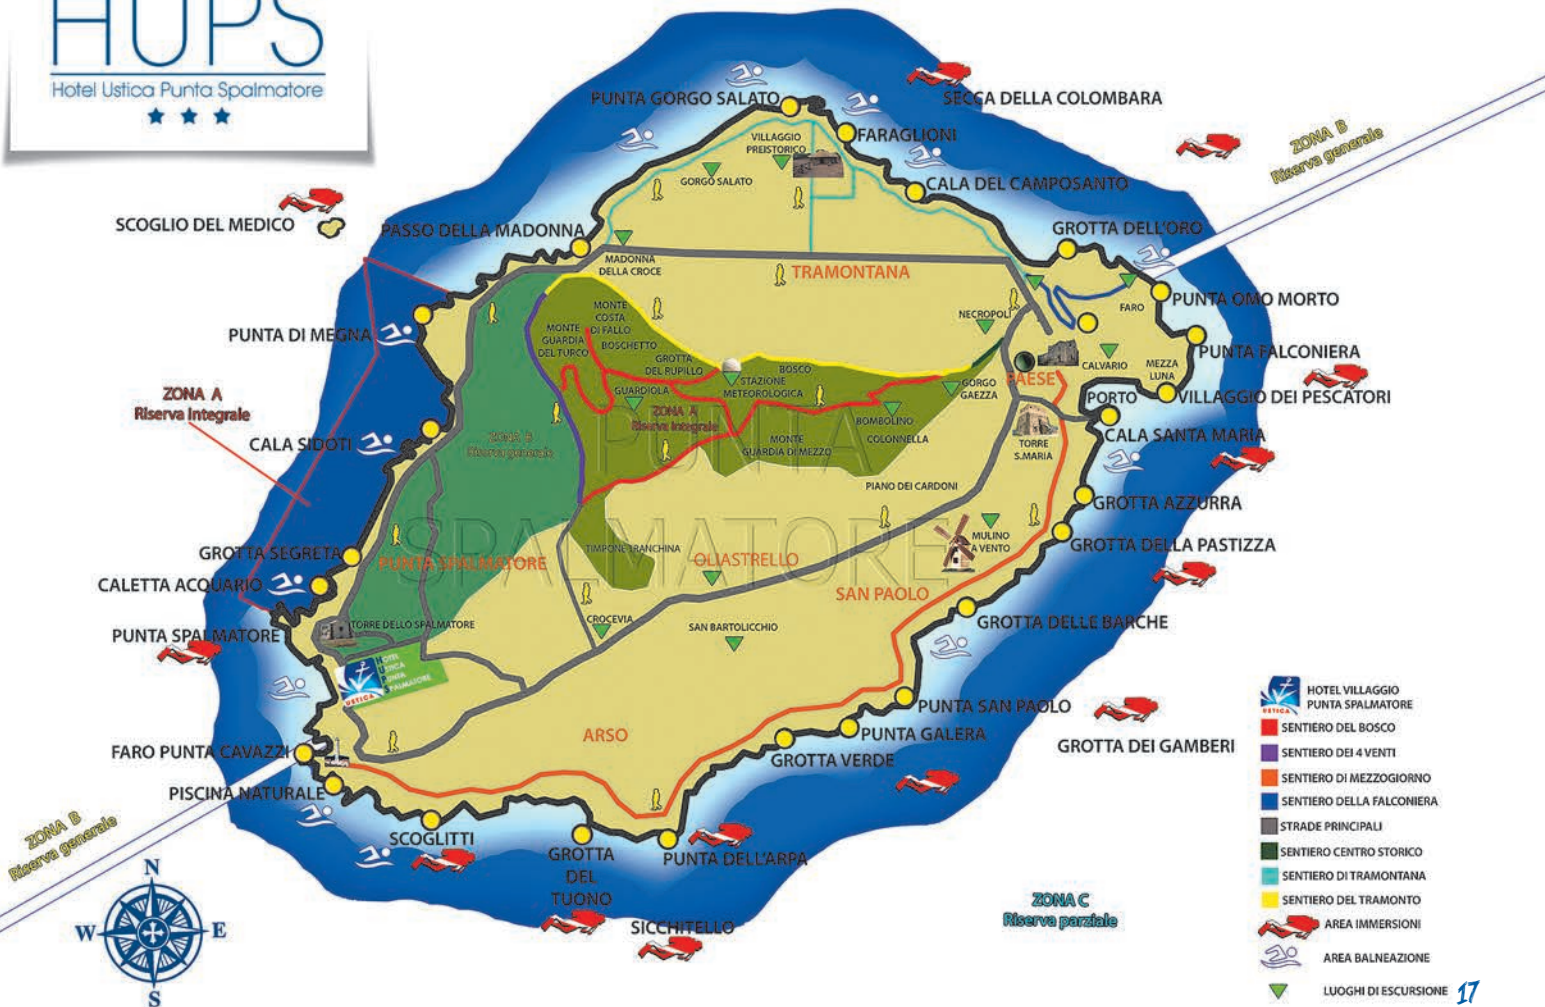 HUPS
Hotel Ustica Punta Spalmatore
PUNTA GORGO SALATO
SECCA DELLA COLOMBARA
FARAGLIONI
ZONA B
Riserva generale
VILLAGGIO
PREISTORICO
GORGO SALATO
CALA DEL CAMPOSANTO
SCOGLIO DEL MEDICO
PASSO DELLA MADONNA
GROTTA DELL'ORO
MADONNA
DELLA CROCE
TRAMONTANA
FARO
PUNTA OMO MORTO
PUNTA DI MEGNA
MONTE
COSTA
DI FALLO
NECROPOLI
MONTE
GUARDIA
DEL TURCO
BOSCHETTO
GROTTA
DEL RUPILLO
BOSCO
STAZIONE
METEOROLOGICA
CALVARIO
MEZZA
LUNA
PUNTA FALCONIERA
PAESE
GORGO
GAEZZA
GUARDIOLA
ZONA A
Riserva integrale
ZONA A
Riserva integrale
PORTO
VILLAGGIO DEI PESCATORI
BOMBOLINO
COLONNELLA
CALA SIDOTI
ZONA B
Riserva generale
MONTE
GUARDIA DI MEZZO
TORRE
S.MARIA
CALA SANTA MARIA
PUNTA
SPALMATORE
PIANO DEI CARDONI
GROTTA AZZURRA
GROTTA SEGRETA
TIMPONE TRANCHINA
MULINO
A VENTO
GROTTA DELLA PASTIZZA
PUNTA SPALMATORE
OLIASTRELLO
CALETTA ACQUARIO
SAN PAOLO
PUNTA SPALMATORE
TORRE DELLO SPALMATORE
CROCEVIA
SAN BARTOLICCHIO
GROTTA DELLE BARCHE
HOTEL
USTICA
PUNTA
SPALMATORE
USTICA
PUNTA SAN PAOLO
ARSO
PUNTA GALERA
GROTTA DEI GAMBERI
FARO PUNTA CAVAZZI
GROTTA VERDE
PISCINA NATURALE
SCOGLITTI
GROTTA
DEL
TUONO
PUNTA DELL'ARPA
SICCHITELLO
ZONA B
Riserva generale
N
W
E
S
ZONA C
Riserva parziale
USTICA
HOTEL VILLAGGIO
PUNTA SPALMATORE
SENTIERO DEL BOSCO
SENTIERO DEI 4 VENTI
SENTIERO DI MEZZOGIORNO
SENTIERO DELLA FALCONIERA
STRADE PRINCIPALI
SENTIERO CENTRO STORICO
SENTIERO DI TRAMONTANA
SENTIERO DEL TRAMONTO
AREA IMMERSIONI
AREA BALNEAZIONE
LUOGHI DI ESCURSIONE
17